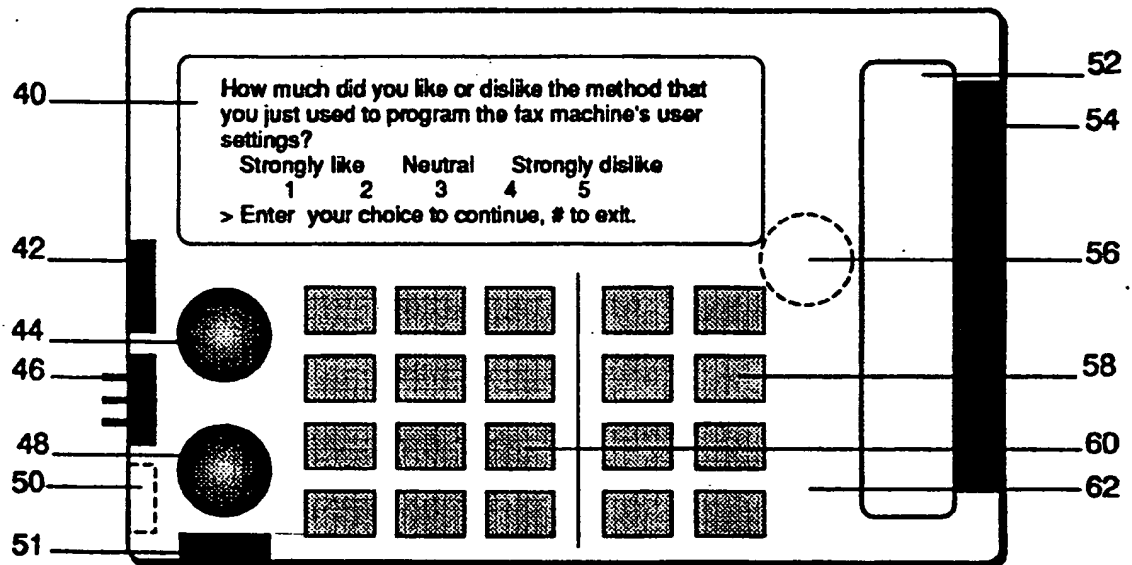 How much did you like or dislike the method that
you just used to program the fax machine's user
settings?
Strongly like Neutral Strongly dislike
1 2 3 4 5
> Enter your choice to continue, # to exit.
40
42
44
46
48
50
51
52
54
56
58
60
62